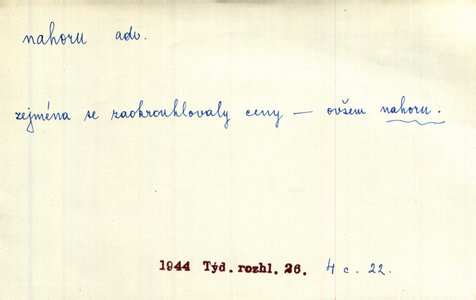 nahoru adv.
zejména se zaokrouhlovaly ceny — ovšem nahoru.
1944 Týd. rozhl. 26. 4 c. 22.